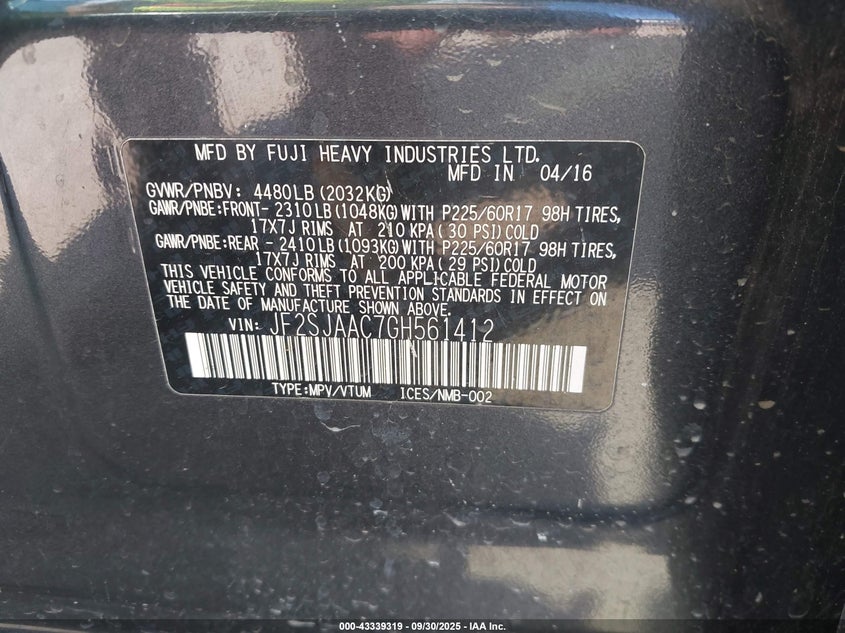 MFD BY FUJI HEAVY INDUSTRIES LTD.
MFD IN 04/16
GVWR/PNBV: 4480LB(2032KG)
GAWR/PNBE:FRONT- 2310LB(1048KG)WITH P225/60R17 98H TIRES,
17X7J RIMS AT 210 KPA(30 PSI)COLD
GAWR/PNBE:REAR - 2410LB(1093KG)WITH P225/60R17 98H TIRES,
17X7J RIMS AT 200 KPA(29 PSI)COLD
THIS VEHICLE CONFORMS TO ALL APPLICABLE FEDERAL MOTOR
VEHICLE SAFETY AND THEFT PREVENTION STANDARDS IN EFFECT ON
THE DATE OF MANUFACTURE SHOWN ABOVE.
VIN: JF2SJAAC7GH561412
TYPE:MPV/VTUM ICES/NMB-002
000-43339319 - 09/30/2025 - IAA Inc.